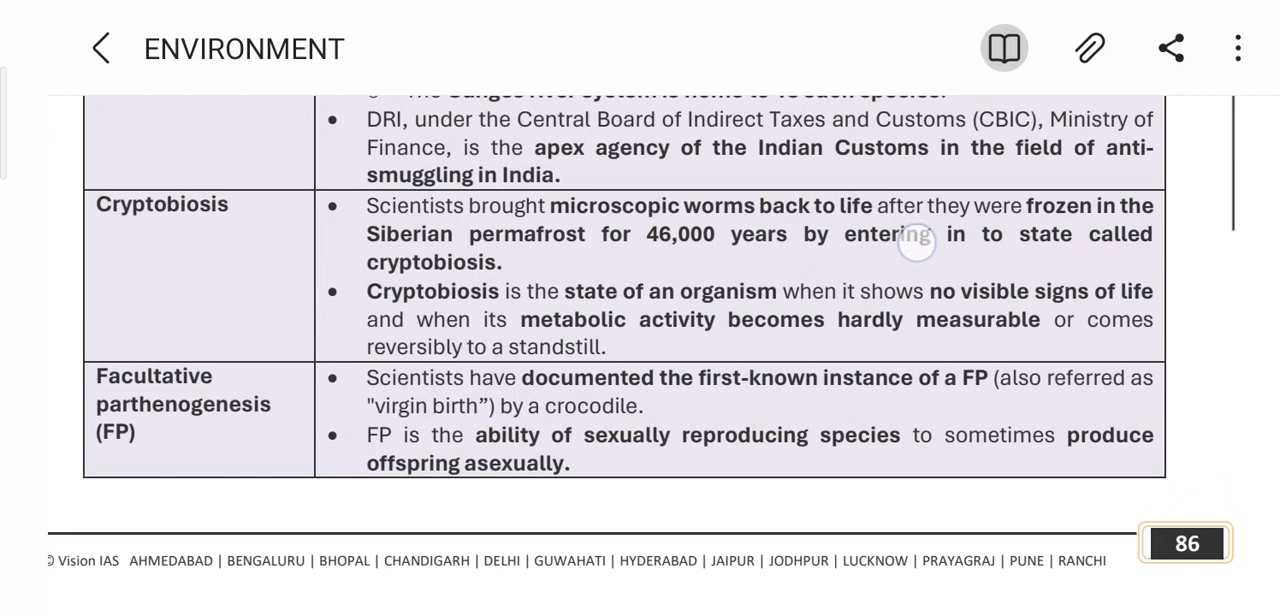 ENVIRONMENT
DRI, under the Central Board of Indirect Taxes and Customs (CBIC), Ministry of
Finance, is the apex agency of the Indian Customs in the field of anti-
smuggling in India.
Cryptobiosis
• Scientists brought microscopic worms back to life after they were frozen in the
Siberian permafrost for 46,000 years by entering in to state called
cryptobiosis.
• Cryptobiosis is the state of an organism when it shows no visible signs of life
and when its metabolic activity becomes hardly measurable or comes
reversibly to a standstill.
Facultative
parthenogenesis
(FP)
• Scientists have documented the first-known instance of a FP (also referred as
"virgin birth”) by a crocodile.
• FP is the ability of sexually reproducing species to sometimes produce
offspring asexually.
© Vision IAS AHMEDABAD | BENGALURU | BHOPAL | CHANDIGARH | DELHI | GUWAHATI | HYDERABAD | JAIPUR | JODHPUR | LUCKNOW | PRAYAGRAJ | PUNE | RANCHI
86